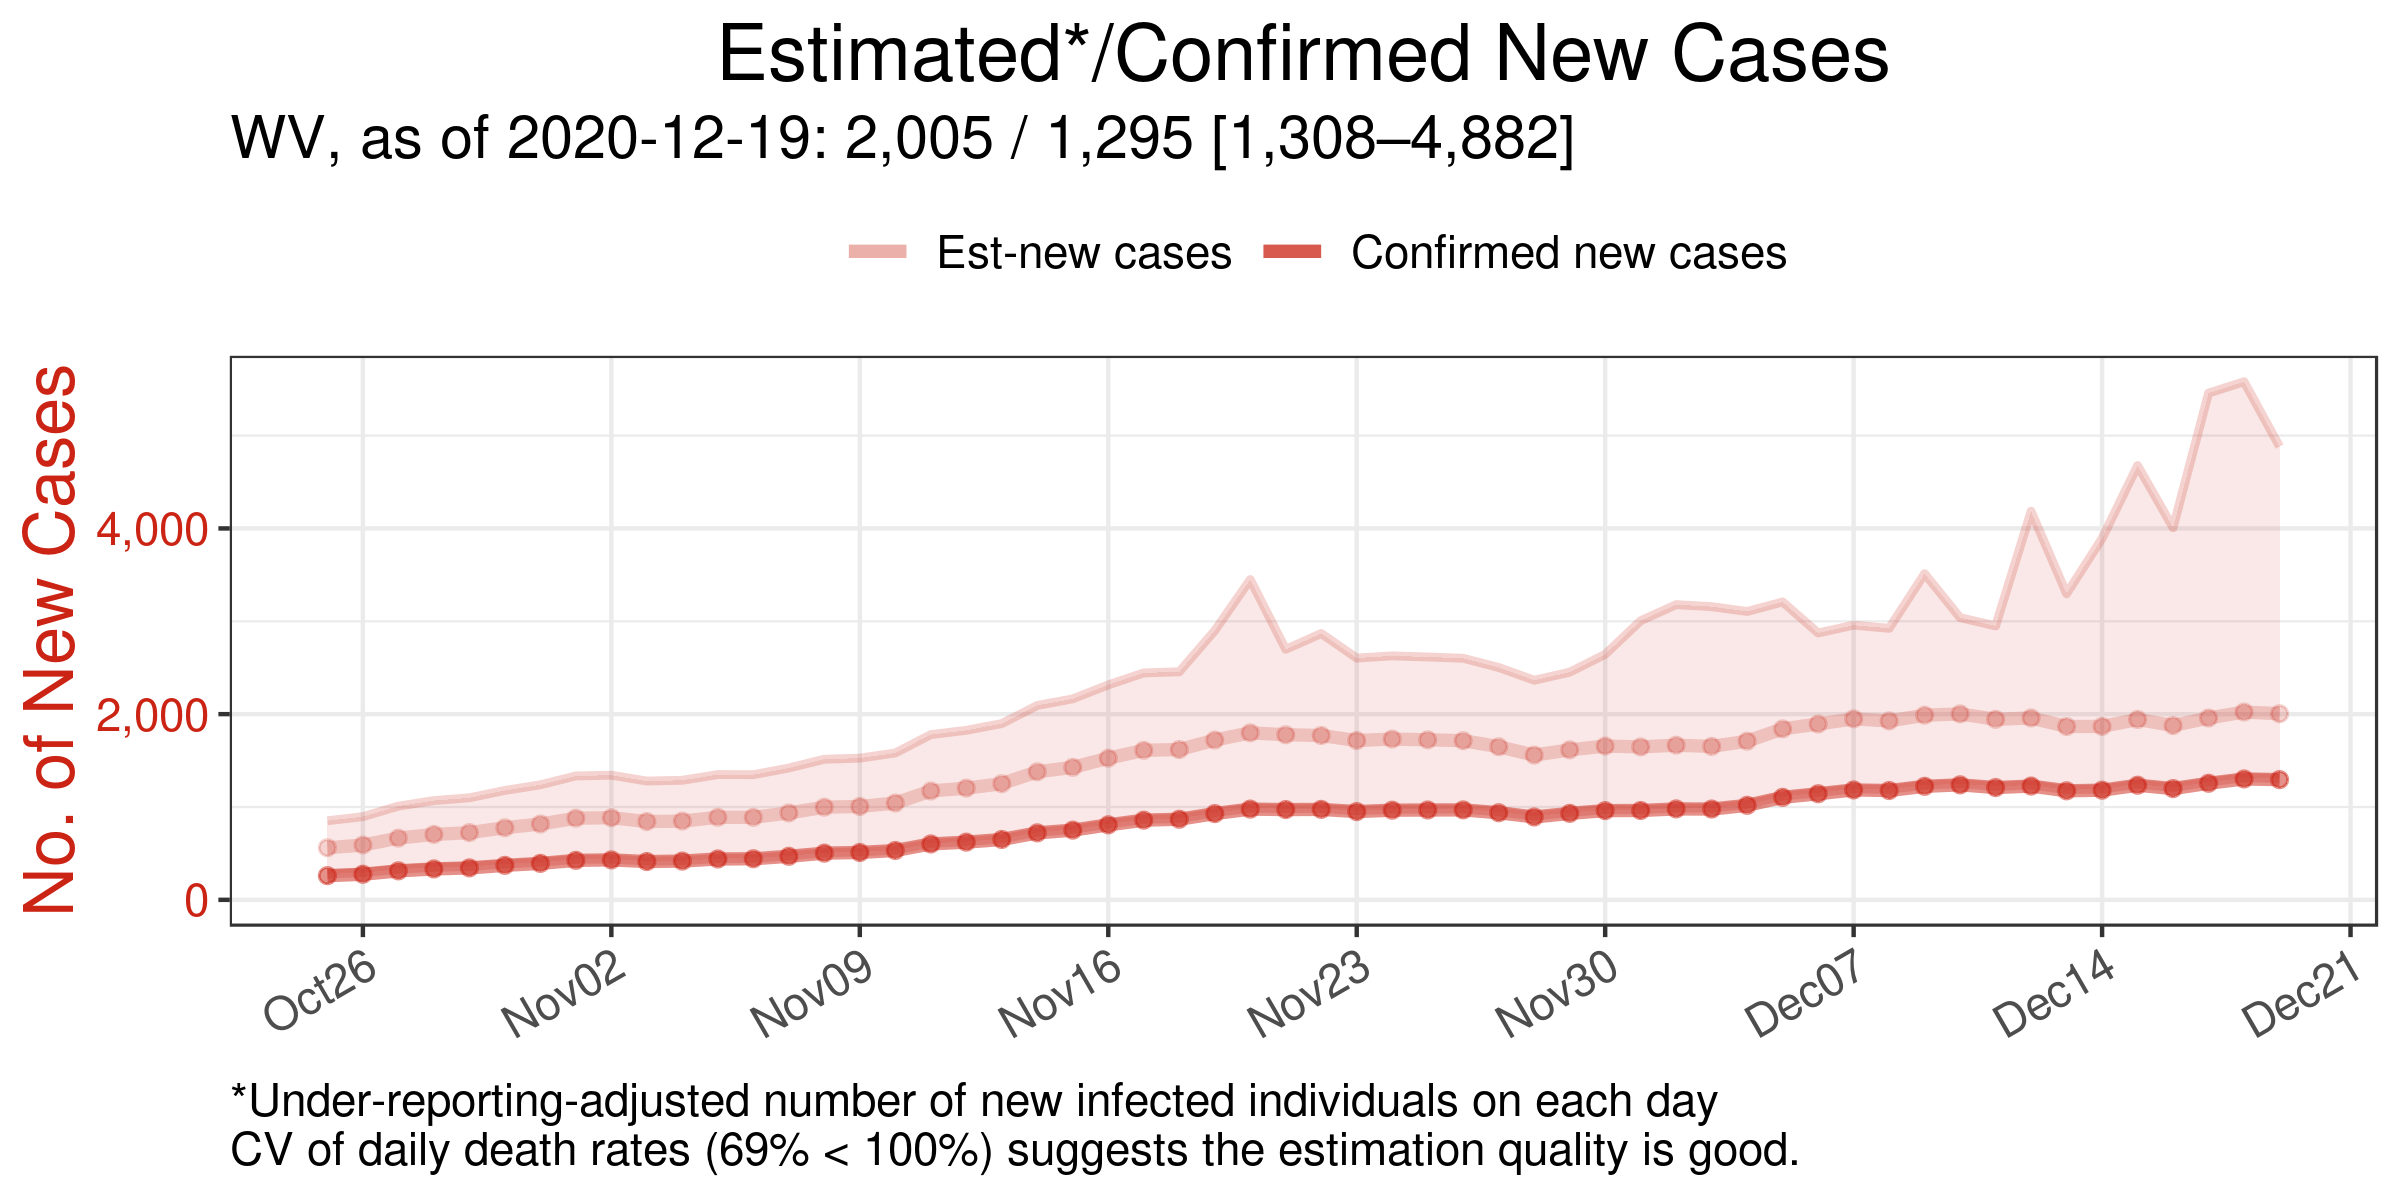 Estimated*/Confirmed New Cases
WV, as of 2020-12-19: 2,005 / 1,295 [1,308–4,882]
Est-new cases
Confirmed new cases
No. of New Cases
4,000
2,000
0
Oct26
Nov02
Nov09
Nov16
Nov23
Nov30
Dec07
Dec14
Dec21
*Under-reporting-adjusted number of new infected individuals on each day
CV of daily death rates (69% < 100%) suggests the estimation quality is good.